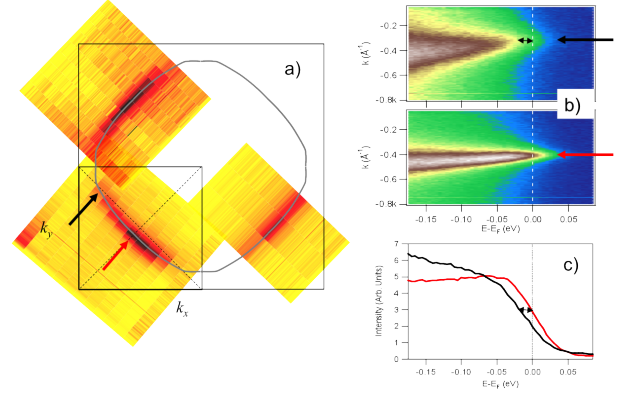 a)
k_y
k_x
b)
k (Å⁻¹)
-0.2
-0.4
-0.6
-0.8k
k (Å⁻¹)
-0.2
-0.4
-0.6
-0.8k
-0.15
-0.10
-0.05
0.00
0.05
E-E_F (eV)
c)
Intensity (Arb. Units)
7
6
5
4
3
2
1
0
-0.15
-0.10
-0.05
0.00
0.05
E-E_F (eV)